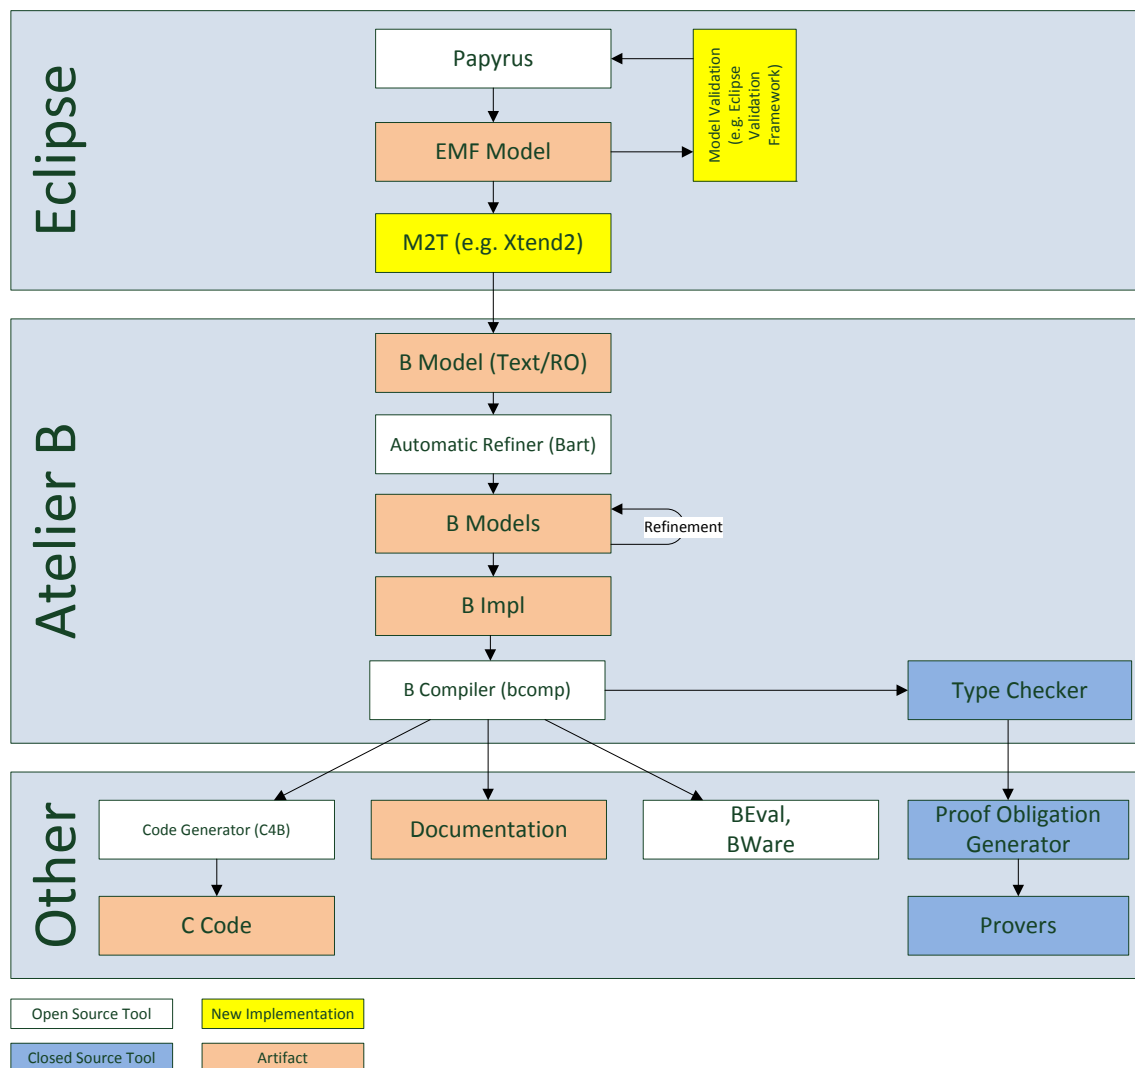 Eclipse
Papyrus
Model Validation
(e.g. Eclipse
Validation
Framework)
EMF Model
M2T (e.g. Xtend2)
Atelier B
B Model (Text/RO)
Automatic Refiner (Bart)
B Models
Refinement
B Impl
B Compiler (bcomp)
Type Checker
Other
Code Generator (C4B)
Documentation
BEval,
BWare
Proof Obligation
Generator
C Code
Provers
Open Source Tool
New Implementation
Closed Source Tool
Artifact